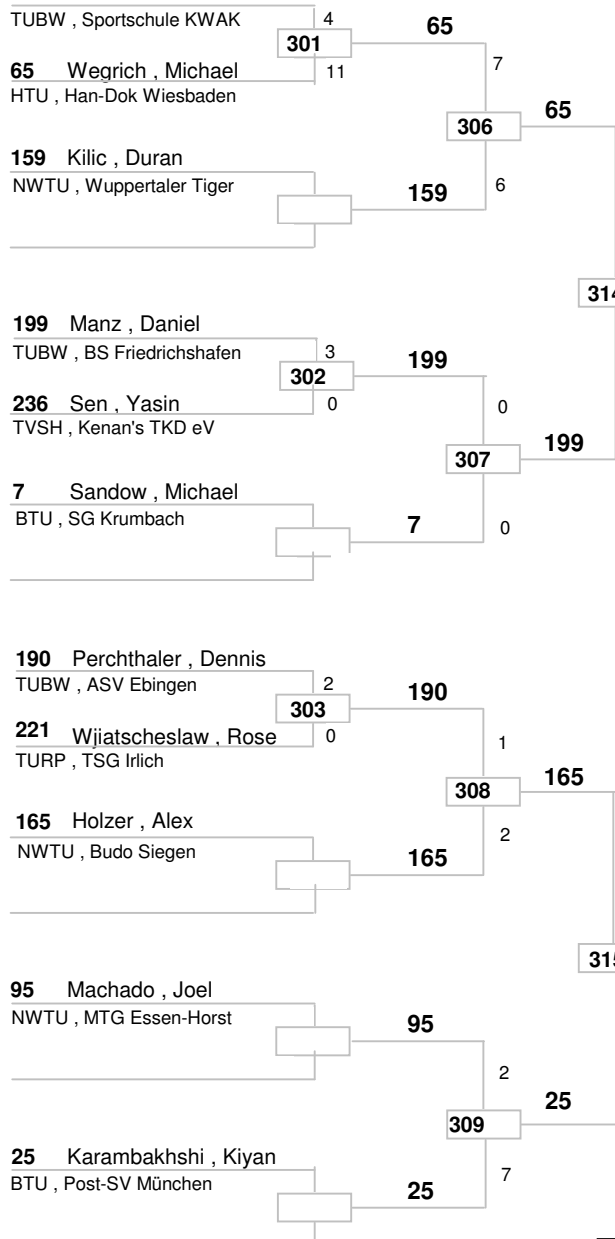 TUBW , Sportschule KWAK 4
301 65
65 Wegrich , Michael 11 7
HTU , Han-Dok Wiesbaden
306 65
159 Kilic , Duran
NWTU , Wuppertaler Tiger 159 6
314
199 Manz , Daniel
TUBW , BS Friedrichshafen 3 199
302
236 Sen , Yasin 0 0
TVSH , Kenan's TKD eV
307 199
7 Sandow , Michael
BTU , SG Krumbach 7 0
190 Perchthaler , Dennis
TUBW , ASV Ebingen 2 190
303
221 Wjiatscheslaw , Rose 0 1
TURP , TSG Irlich
308 165
165 Holzer , Alex
NWTU , Budo Siegen 165 2
315
95 Machado , Joel
NWTU , MTG Essen-Horst 95
2
309 25
25 Karambakhshi , Kiyan
BTU , Post-SV München 25 7